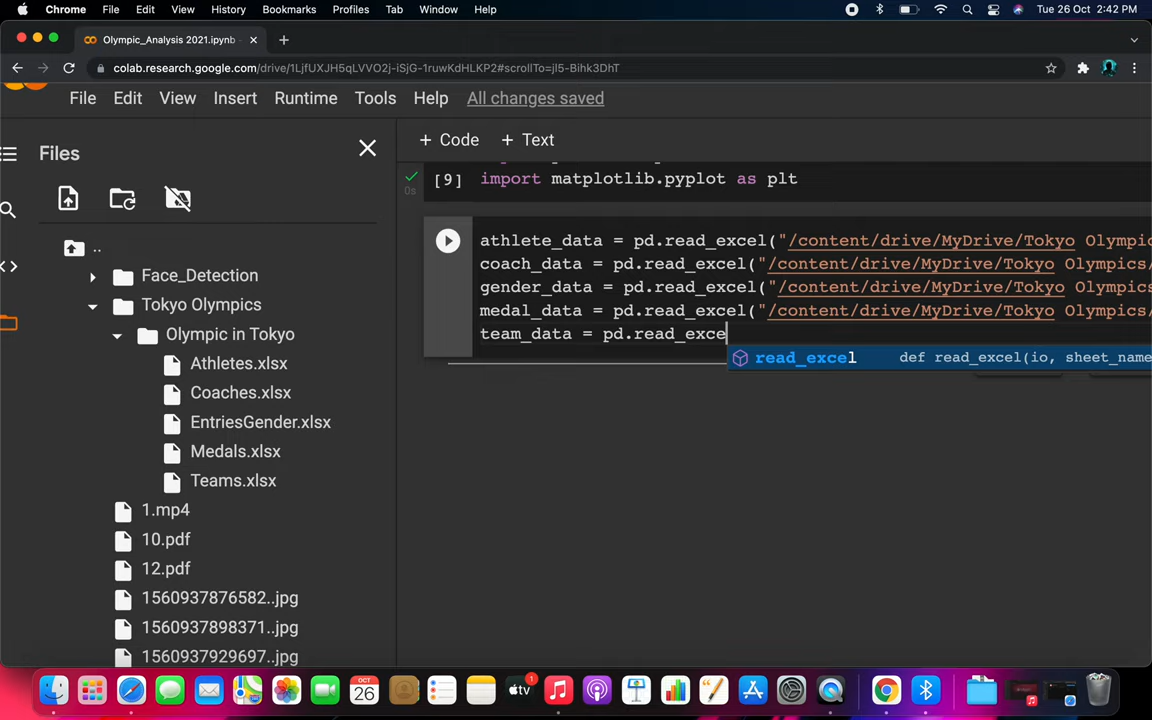 Chrome File Edit View History Bookmarks Profiles Tab Window Help Tue 26 Oct 2:42 PM
Olympic_Analysis 2021.ipynb
colab.research.google.com/drive/1LjfUXJH5qLVVO2j-iSjG-1ruwKdHLKP2#scrollTo=jl5-Bihk3DhT
File Edit View Insert Runtime Tools Help All changes saved
Files
+ Code + Text
[9] import matplotlib.pyplot as plt
0s
..
Face_Detection
Tokyo Olympics
Olympic in Tokyo
Athletes.xlsx
Coaches.xlsx
EntriesGender.xlsx
Medals.xlsx
Teams.xlsx
1.mp4
10.pdf
12.pdf
1560937876582..jpg
1560937898371..jpg
1560937929697..jpg
athlete_data = pd.read_excel("/content/drive/MyDrive/Tokyo Olympic
coach_data = pd.read_excel("/content/drive/MyDrive/Tokyo Olympics/
gender_data = pd.read_excel("/content/drive/MyDrive/Tokyo Olympics
medal_data = pd.read_excel("/content/drive/MyDrive/Tokyo Olympics/
team_data = pd.read_exce
read_excel def read_excel(io, sheet_name
tv 1
OCT
26